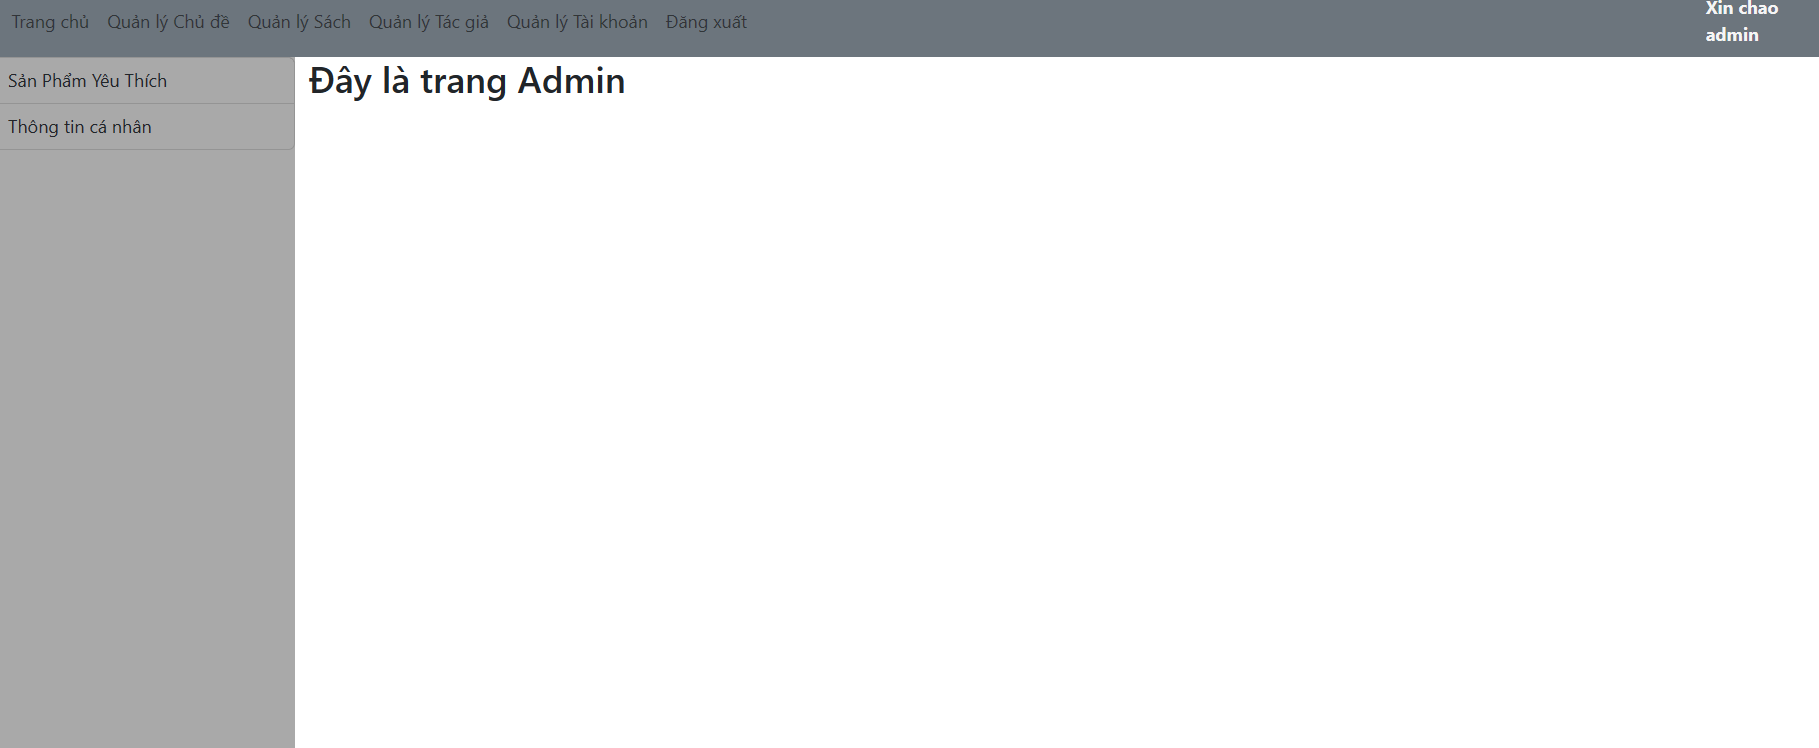 Trang chủ Quản lý Chủ đề Quản lý Sách Quản lý Tác giả Quản lý Tài khoản Đăng xuất
Xin chao
admin
Sản Phẩm Yêu Thích
Thông tin cá nhân
Đây là trang Admin